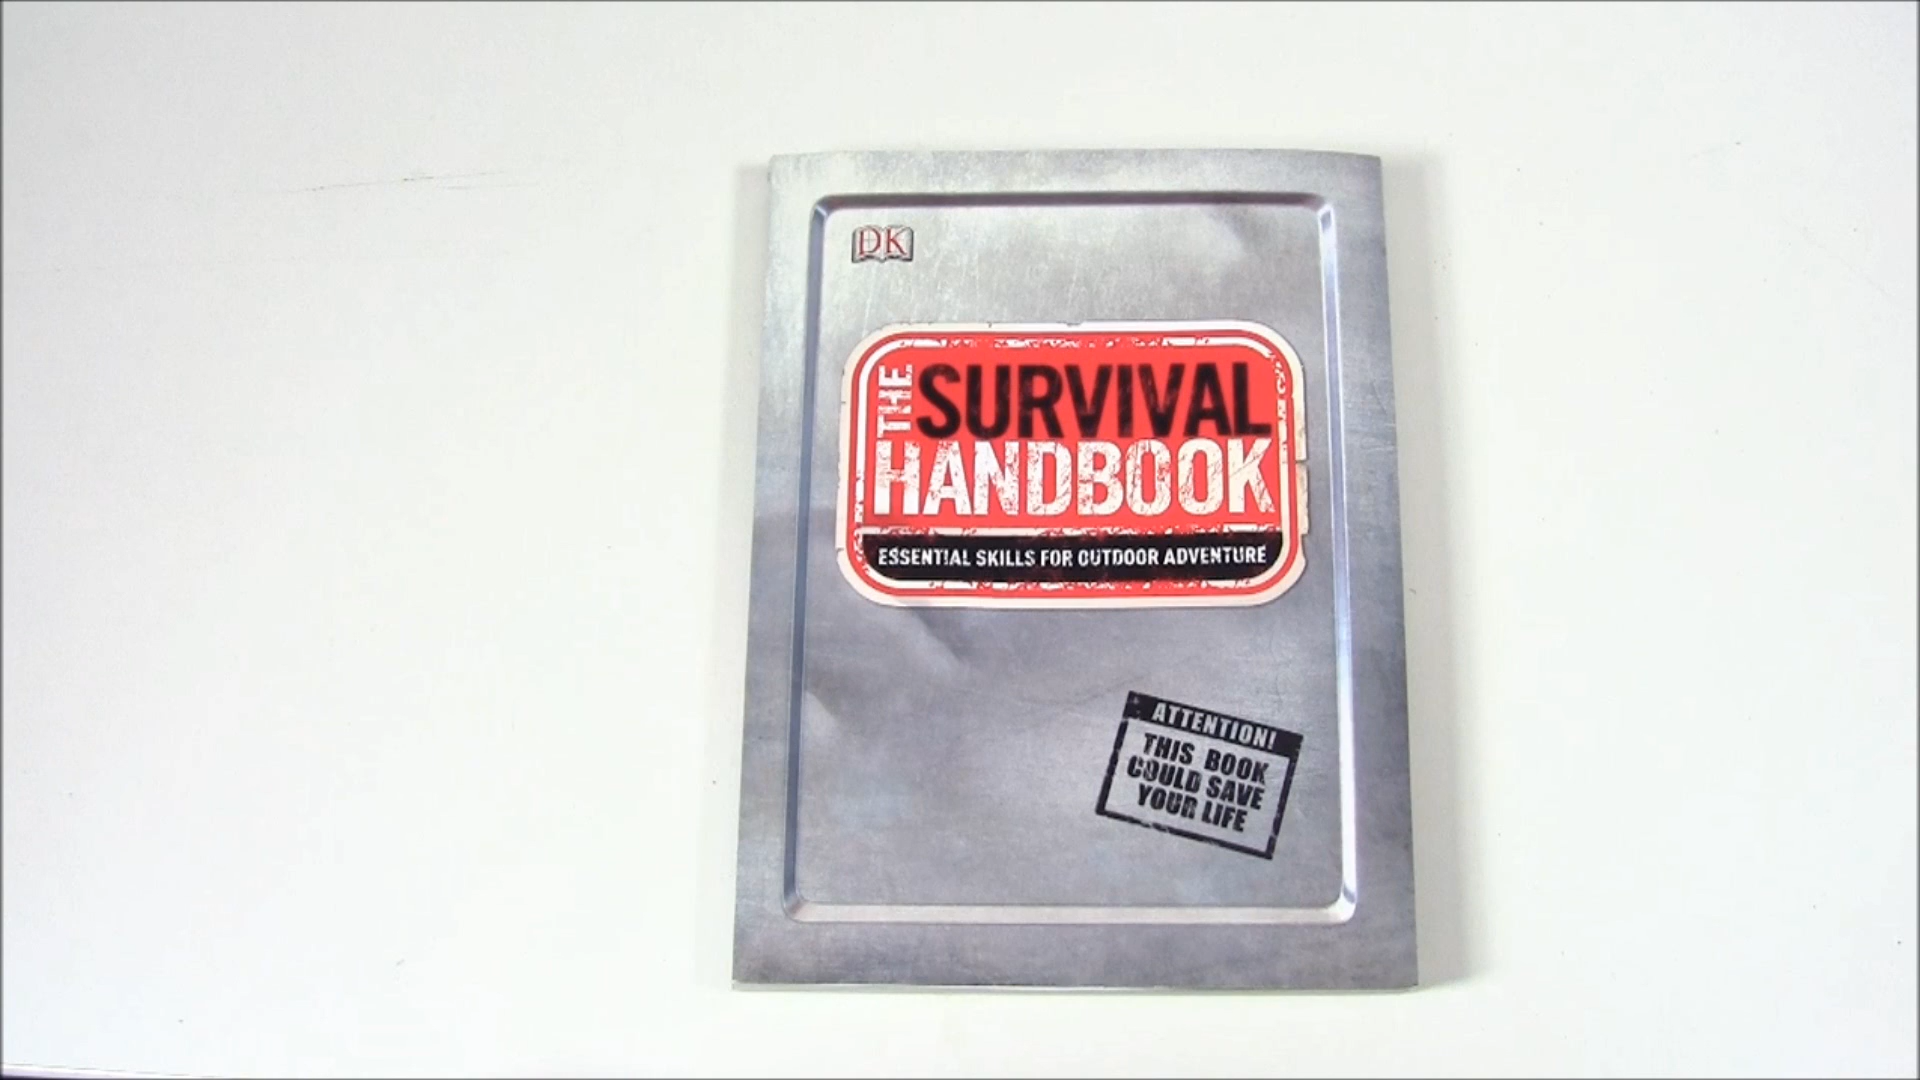 DK
THE SURVIVAL
HANDBOOK
ESSENTIAL SKILLS FOR OUTDOOR ADVENTURE
ATTENTION!
THIS BOOK
COULD SAVE
YOUR LIFE